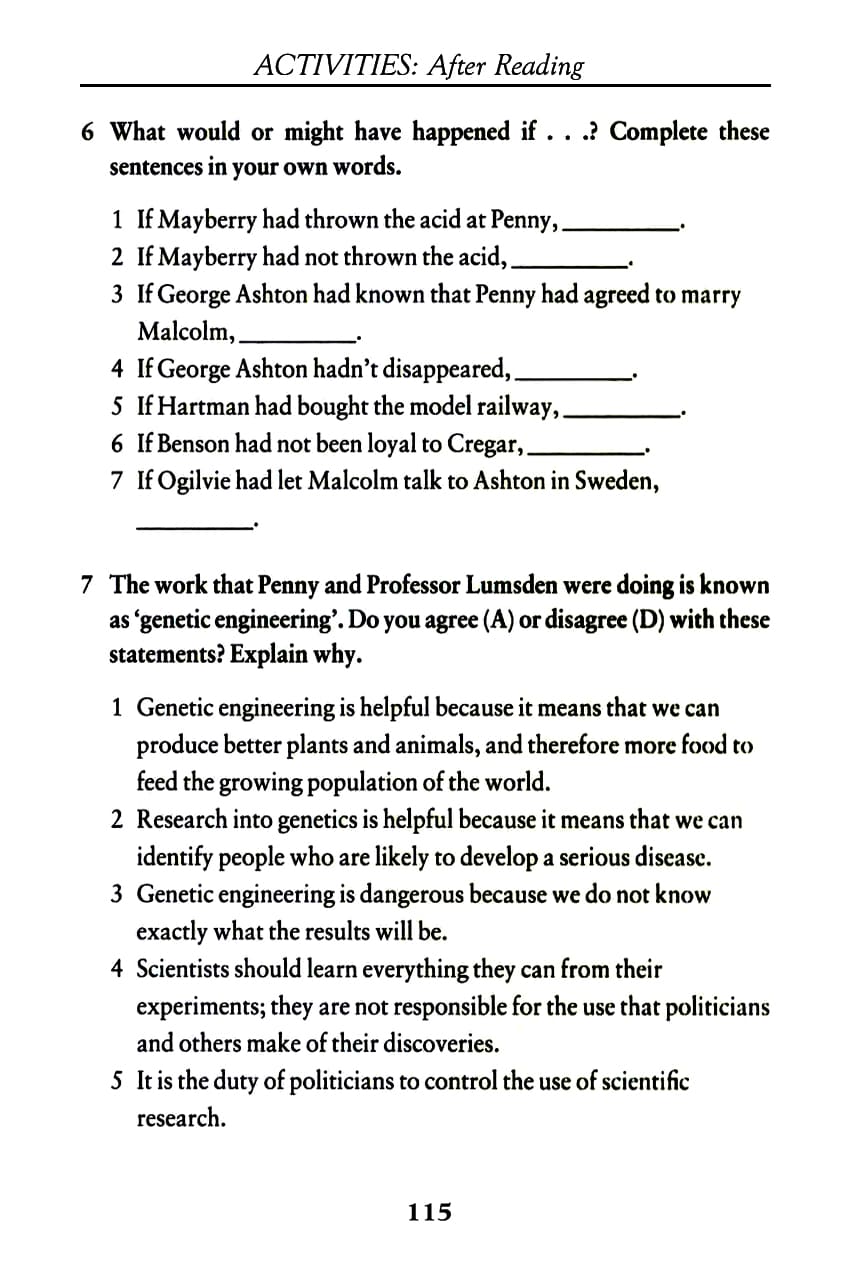 ACTIVITIES: After Reading
6 What would or might have happened if . . .? Complete these
sentences in your own words.
1 If Mayberry had thrown the acid at Penny, __________.
2 If Mayberry had not thrown the acid, __________.
3 If George Ashton had known that Penny had agreed to marry
Malcolm, __________.
4 If George Ashton hadn't disappeared, __________.
5 If Hartman had bought the model railway, __________.
6 If Benson had not been loyal to Cregar, __________.
7 If Ogilvie had let Malcolm talk to Ashton in Sweden,
__________.
7 The work that Penny and Professor Lumsden were doing is known
as ‘genetic engineering’. Do you agree (A) or disagree (D) with these
statements? Explain why.
1 Genetic engineering is helpful because it means that we can
produce better plants and animals, and therefore more food to
feed the growing population of the world.
2 Research into genetics is helpful because it means that we can
identify people who are likely to develop a serious disease.
3 Genetic engineering is dangerous because we do not know
exactly what the results will be.
4 Scientists should learn everything they can from their
experiments; they are not responsible for the use that politicians
and others make of their discoveries.
5 It is the duty of politicians to control the use of scientific
research.
115